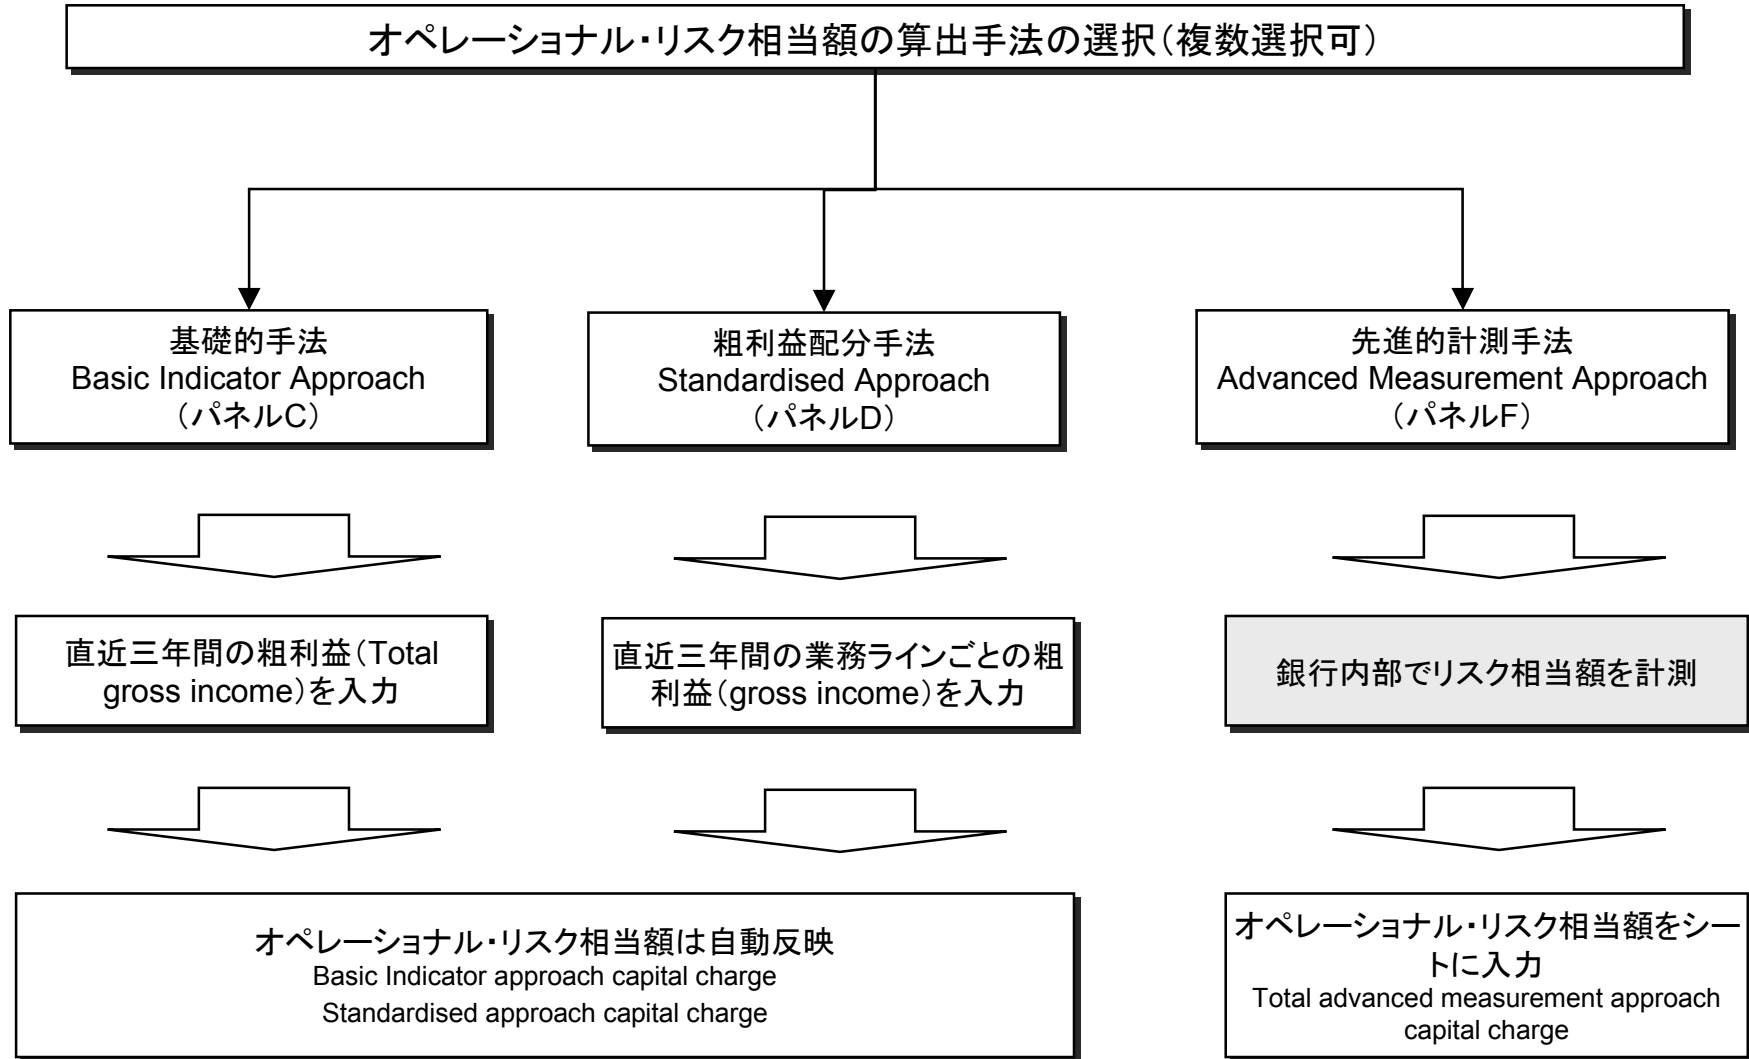 オペレーショナル・リスク相当額の算出手法の選択（複数選択可）
基礎的手法
Basic Indicator Approach
（パネルC）
粗利益配分手法
Standardised Approach
（パネルD）
先進的計測手法
Advanced Measurement Approach
（パネルF）
直近三年間の粗利益（Total
gross income）を入力
直近三年間の業務ラインごとの粗
利益（gross income）を入力
銀行内部でリスク相当額を計測
オペレーショナル・リスク相当額は自動反映
Basic Indicator approach capital charge
Standardised approach capital charge
オペレーショナル・リスク相当額をシー
トに入力
Total advanced measurement approach
capital charge